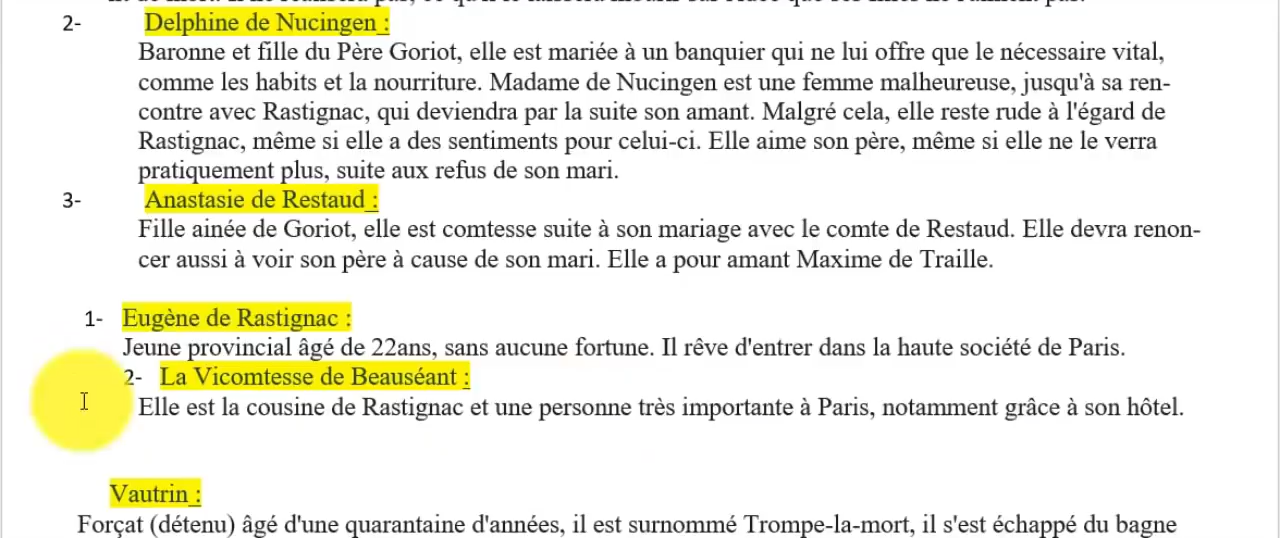 2- Delphine de Nucingen :
Baronne et fille du Père Goriot, elle est mariée à un banquier qui ne lui offre que le nécessaire vital,
comme les habits et la nourriture. Madame de Nucingen est une femme malheureuse, jusqu'à sa ren-
contre avec Rastignac, qui deviendra par la suite son amant. Malgré cela, elle reste rude à l'égard de
Rastignac, même si elle a des sentiments pour celui-ci. Elle aime son père, même si elle ne le verra
pratiquement plus, suite aux refus de son mari.
3- Anastasie de Restaud :
Fille ainée de Goriot, elle est comtesse suite à son mariage avec le comte de Restaud. Elle devra renon-
cer aussi à voir son père à cause de son mari. Elle a pour amant Maxime de Traille.
1- Eugène de Rastignac :
Jeune provincial âgé de 22ans, sans aucune fortune. Il rêve d'entrer dans la haute société de Paris.
2- La Vicomtesse de Beauséant :
Elle est la cousine de Rastignac et une personne très importante à Paris, notamment grâce à son hôtel.
Vautrin :
Forçat (détenu) âgé d'une quarantaine d'années, il est surnommé Trompe-la-mort, il s'est échappé du bagne